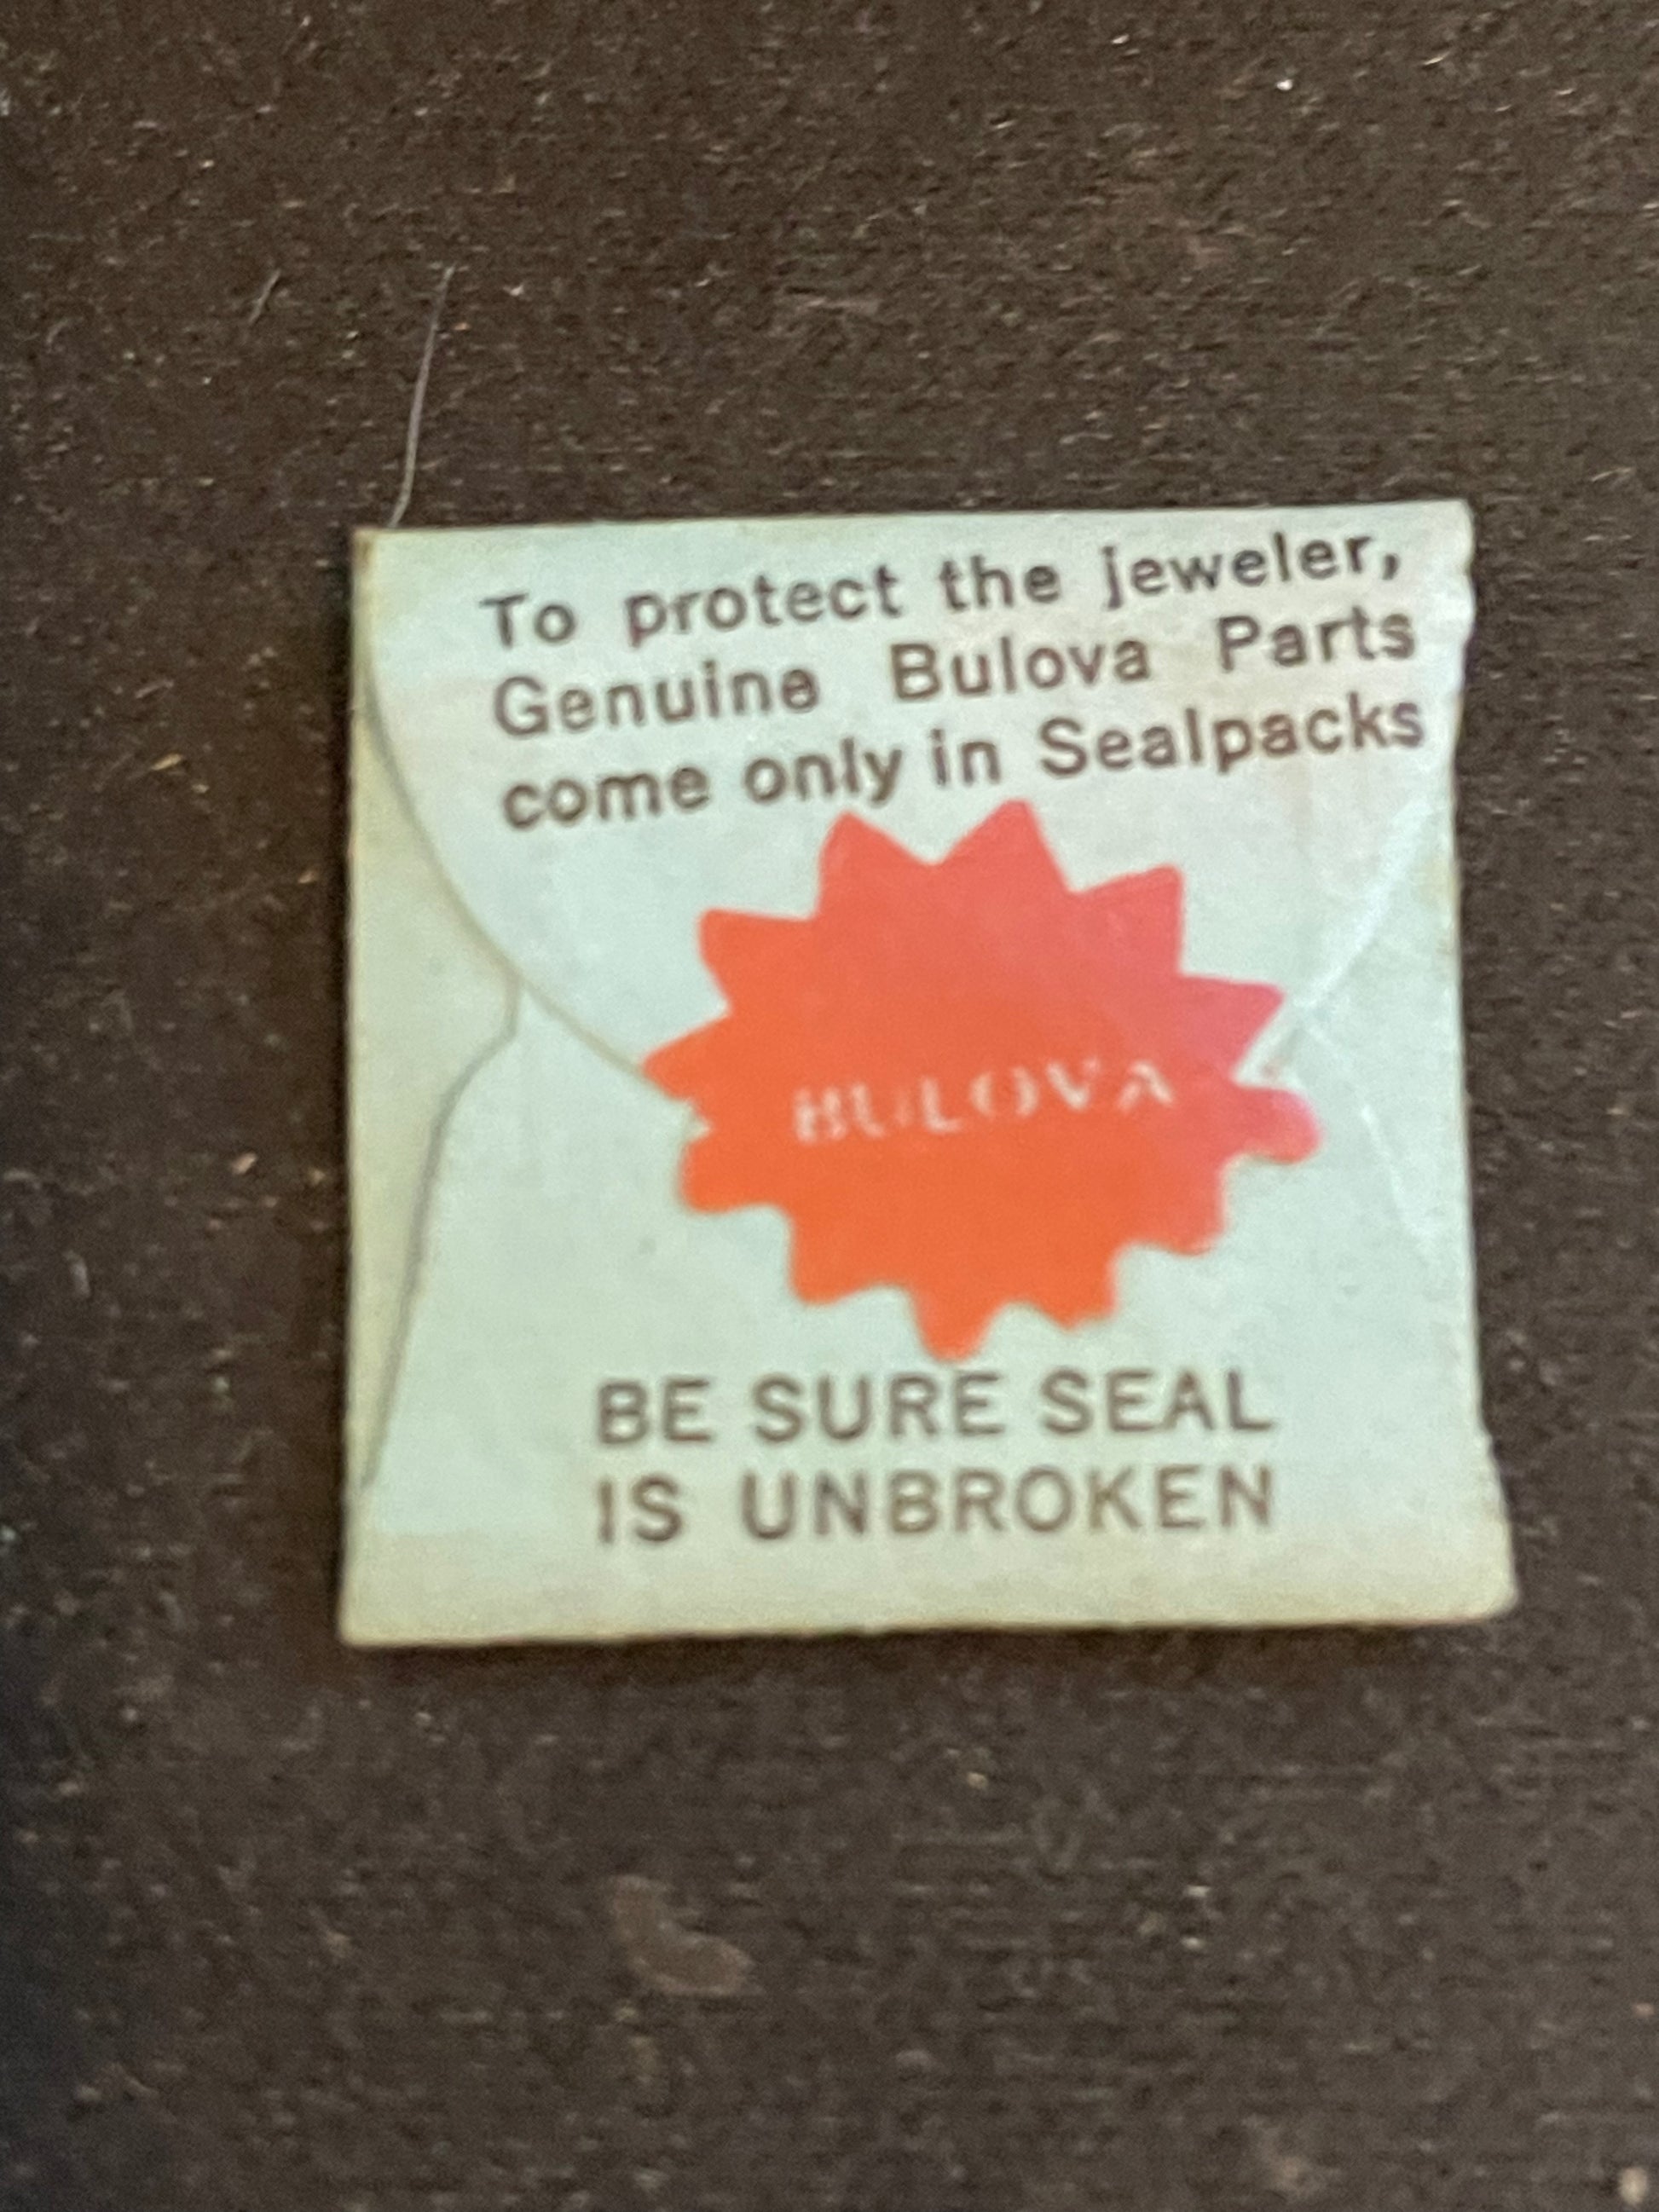 To protect the jeweler,
Genuine Bulova Parts
come only in Sealpacks
BULOVA
BE SURE SEAL
IS UNBROKEN